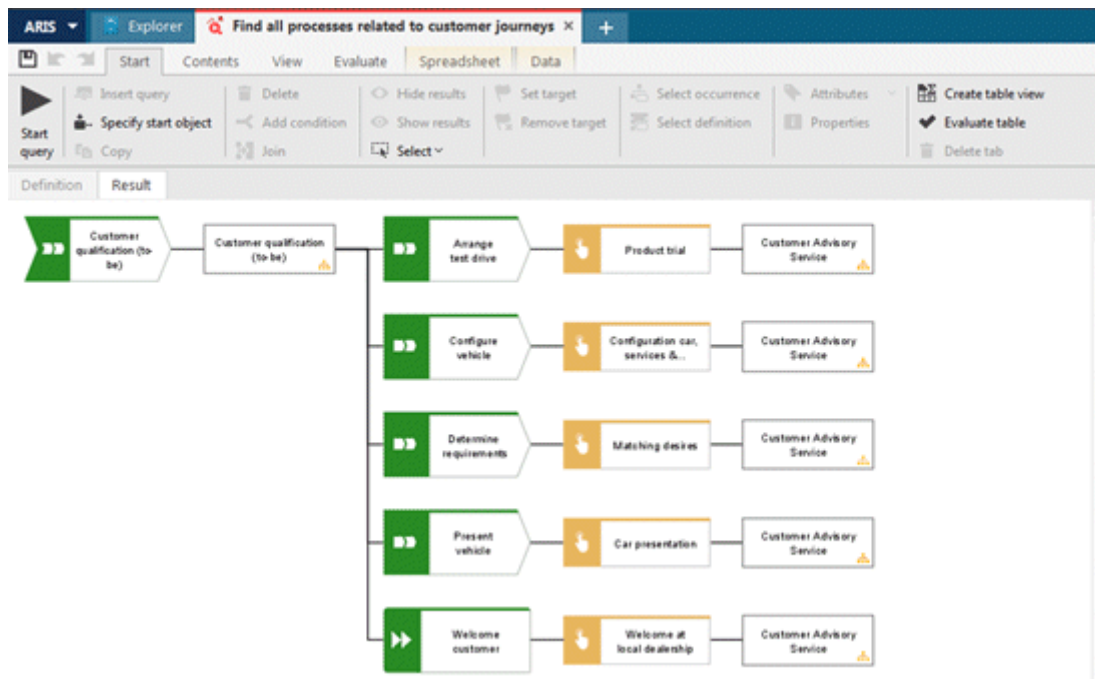 ARIS Explorer Find all processes related to customer journeys × +
Start Contents View Evaluate Spreadsheet Data
Insert query Delete Hide results Set target Select occurrence Attributes Create table view
Start Specify start object Add condition Show results Remove target Select definition Properties Evaluate table
query Copy Join Select Delete tab
Definition Result
Customer
qualification (to-
be)
Customer qualification
(to be)
Arrange
test drive
Product trial
Customer Advisory
Service
Configure
vehicle
Configuration car,
services &...
Customer Advisory
Service
Determine
requirements
Matching desires
Customer Advisory
Service
Present
vehicle
Car presentation
Customer Advisory
Service
Welcome
customer
Welcome at
local dealership
Customer Advisory
Service